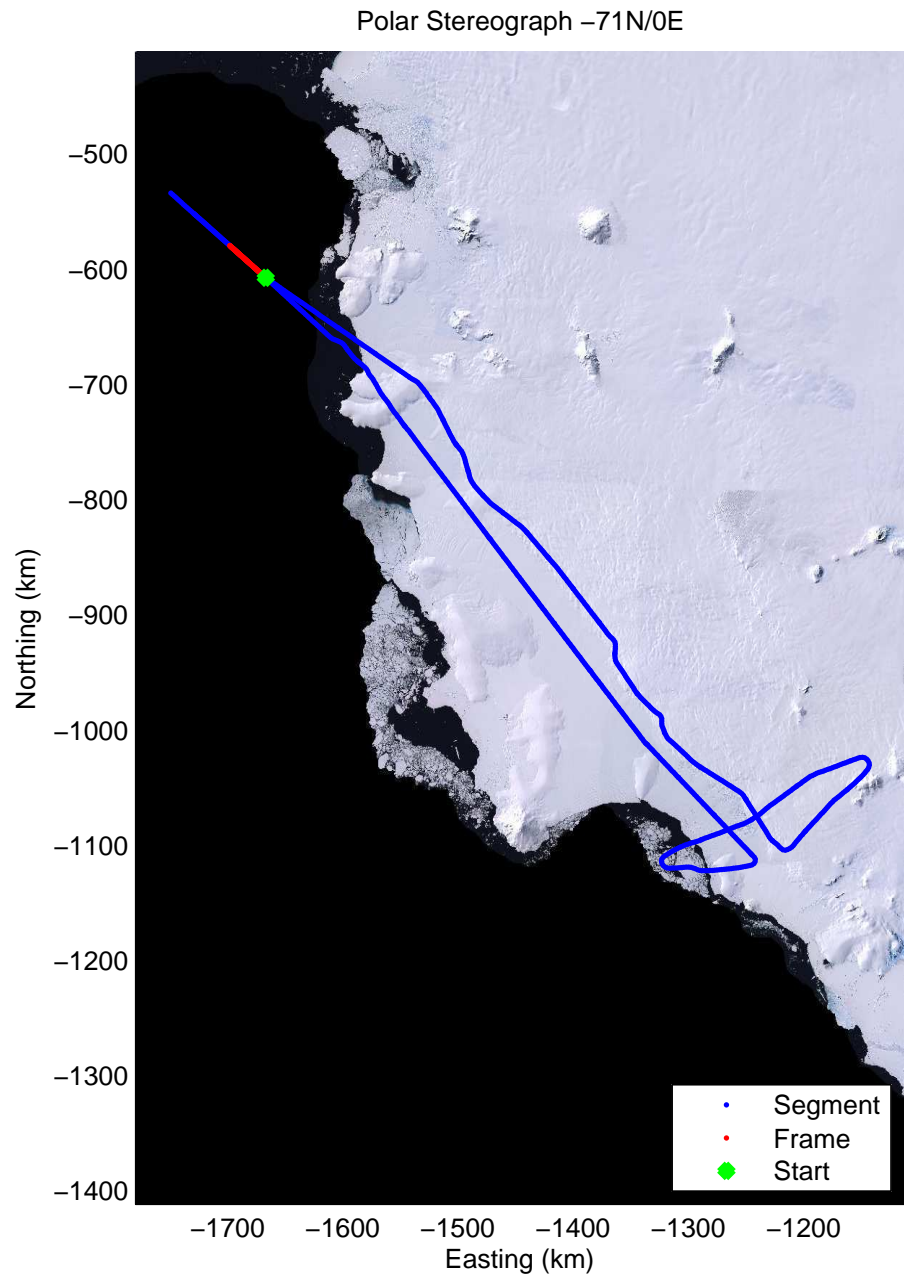 Polar Stereograph −71N/0E
−500
−600
−700
−800
−900
−1000
−1100
−1200
−1300
−1400
Northing (km)
−1700 −1600 −1500 −1400 −1300 −1200
Easting (km)
Segment
Frame
Start